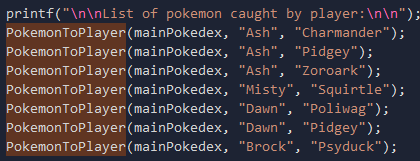 printf("\n\nList of pokemon caught by player:\n\n");
PokemonToPlayer(mainPokedex, "Ash", "Charmander");
PokemonToPlayer(mainPokedex, "Ash", "Pidgey");
PokemonToPlayer(mainPokedex, "Ash", "Zoroark");
PokemonToPlayer(mainPokedex, "Misty", "Squirtle");
PokemonToPlayer(mainPokedex, "Dawn", "Poliwag");
PokemonToPlayer(mainPokedex, "Dawn", "Pidgey");
PokemonToPlayer(mainPokedex, "Brock", "Psyduck");